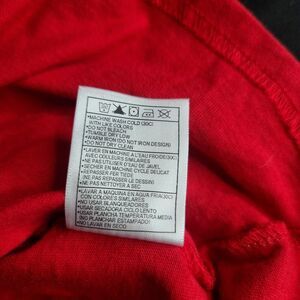 •MACHINE WASH COLD (30C)
WITH LIKE COLORS
•DO NOT BLEACH
•TUMBLE DRY LOW
•WARM IRON (DO NOT IRON DESIGN)
•DO NOT DRY CLEAN
•LAVER EN MACHINE A L'EAU FROIDE(30C)
AVEC COULEURS SIMILAIRES
•NE PAS UTILISER D'EAU DE JAVEL
•SECHER EN MACHINE CYCLE DELICAT
•REPASSER FER TIEDE
(NE PAS REPASSER LE DESSIN)
•NE PAS NETTOYER A SEC
•LAVAR A MAQUINA EN AGUA FRIA(30C)
CON COLORES SIMILARES
•NO USAR BLANQUEADORES
•USAR SECADORA CICLO LENTO
•USAR PLANCHA TEMPERATURA MEDIA
(NO PLANCHAR ESTAMPADO)
•NO LAVAR EN SECO